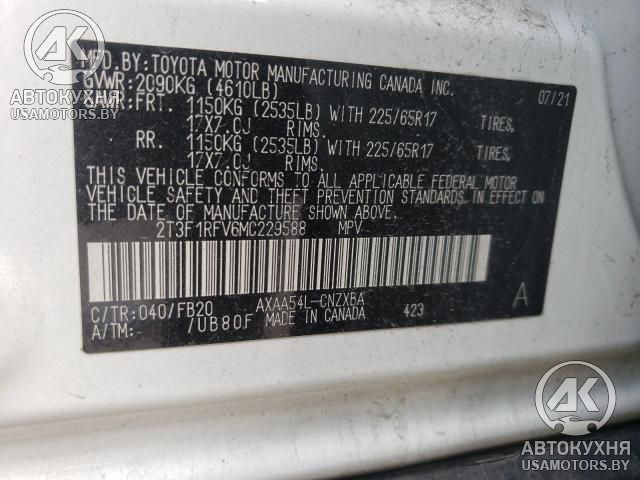 MFD.BY:TOYOTA MOTOR MANUFACTURING CANADA INC.
GVWR:2090KG (4610LB) 07/21
GAWR:FRT. 1150KG (2535LB) WITH 225/65R17 TIRES,
17X7.0J RIMS.
RR. 1150KG (2535LB) WITH 225/65R17 TIRES,
17X7.0J RIMS.
THIS VEHICLE CONFORMS TO ALL APPLICABLE FEDERAL MOTOR
VEHICLE SAFETY AND THEFT PREVENTION STANDARDS IN EFFECT ON
THE DATE OF MANUFACTURE SHOWN ABOVE.
2T3F1RFV6MC229588 MPV
C/TR:040/FB20 AXAA54L-CNZXBA 423 A
A/TM: /UB80F MADE IN CANADA
АК
АВТОКУХНЯ
USAMOTORS.BY
АК
АВТОКУХНЯ
USAMOTORS.BY